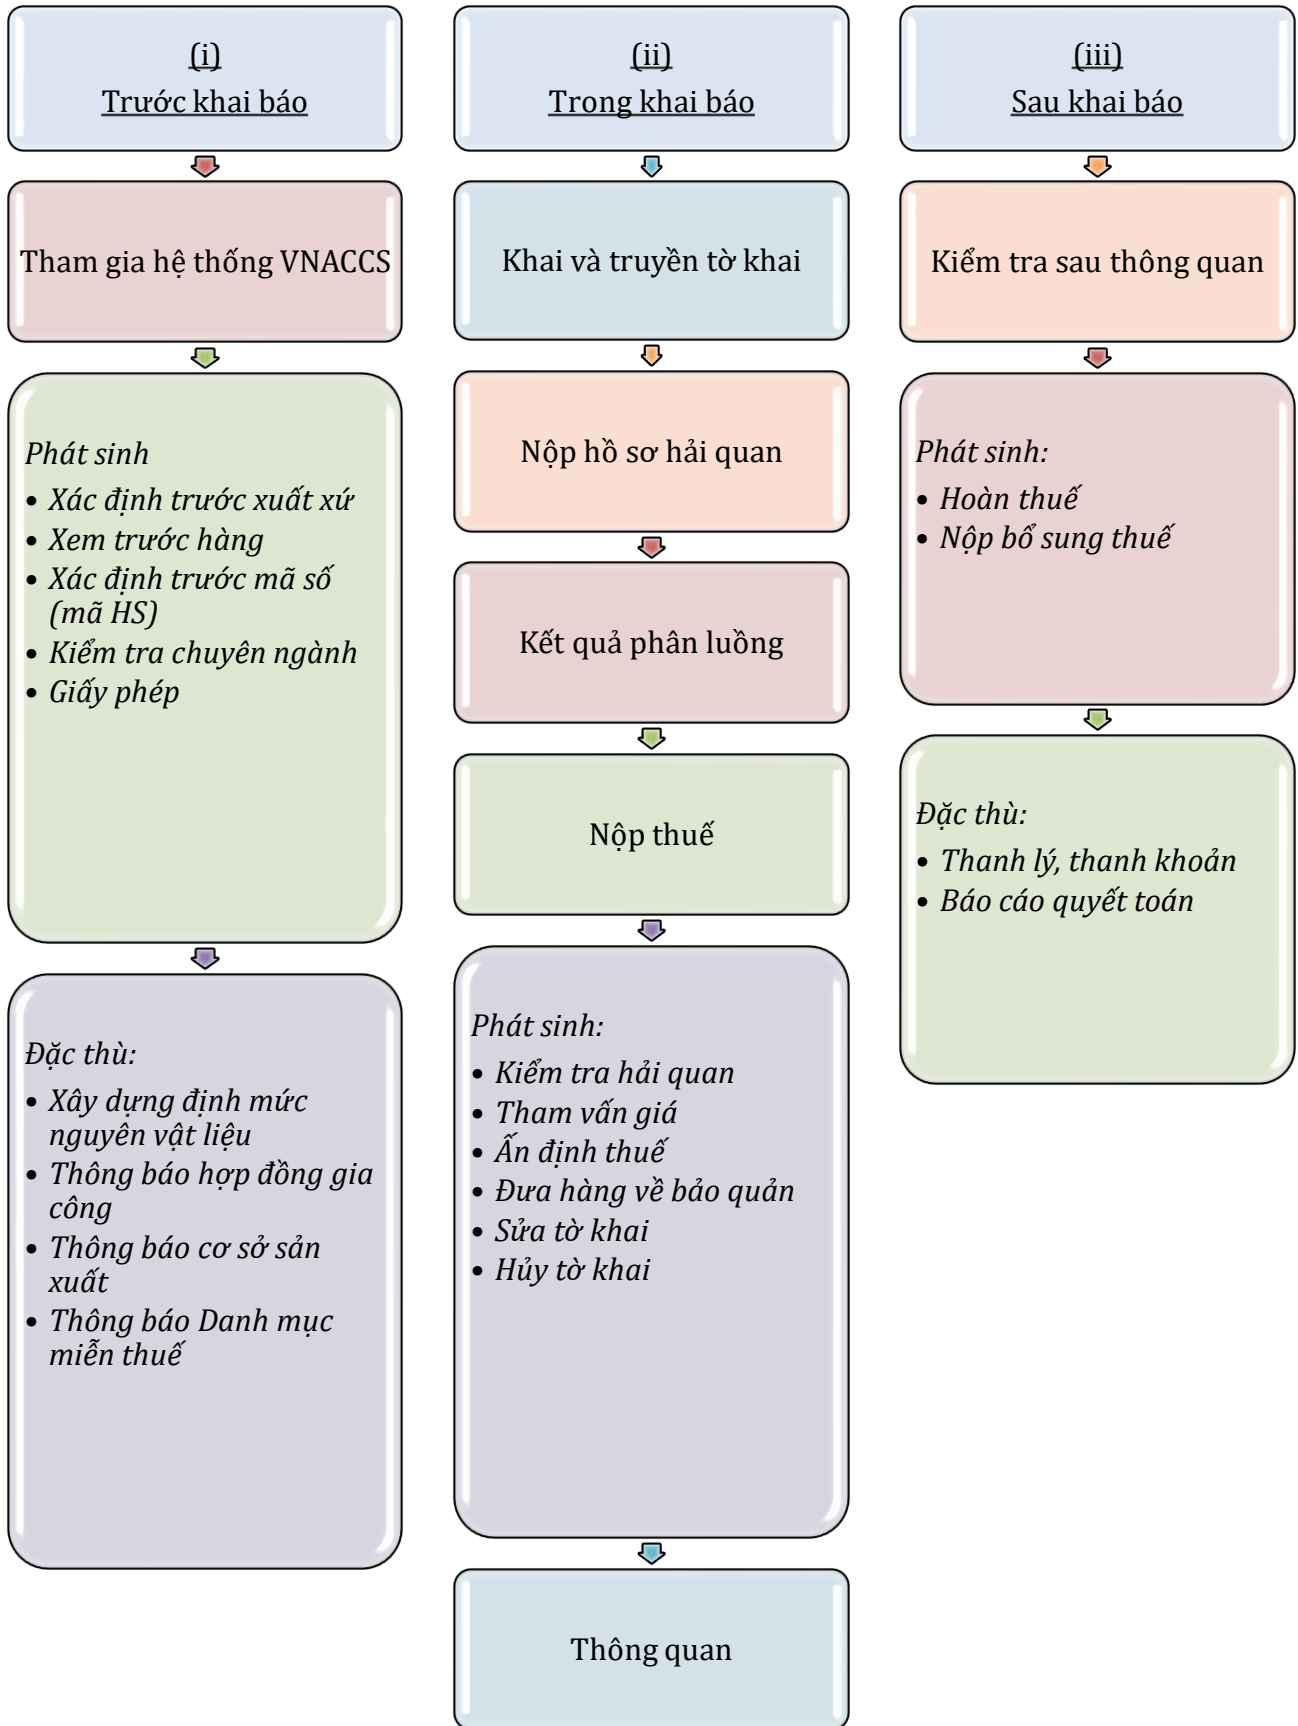 (i)
Trước khai báo
Tham gia hệ thống VNACCS
Phát sinh
• Xác định trước xuất xứ
• Xem trước hàng
• Xác định trước mã số
(mã HS)
• Kiểm tra chuyên ngành
• Giấy phép
Đặc thù:
• Xây dựng định mức
nguyên vật liệu
• Thông báo hợp đồng gia
công
• Thông báo cơ sở sản
xuất
• Thông báo Danh mục
miễn thuế
(ii)
Trong khai báo
Khai và truyền tờ khai
Nộp hồ sơ hải quan
Kết quả phân luồng
Nộp thuế
Phát sinh:
• Kiểm tra hải quan
• Tham vấn giá
• Ấn định thuế
• Đưa hàng về bảo quản
• Sửa tờ khai
• Hủy tờ khai
Thông quan
(iii)
Sau khai báo
Kiểm tra sau thông quan
Phát sinh:
• Hoàn thuế
• Nộp bổ sung thuế
Đặc thù:
• Thanh lý, thanh khoản
• Báo cáo quyết toán